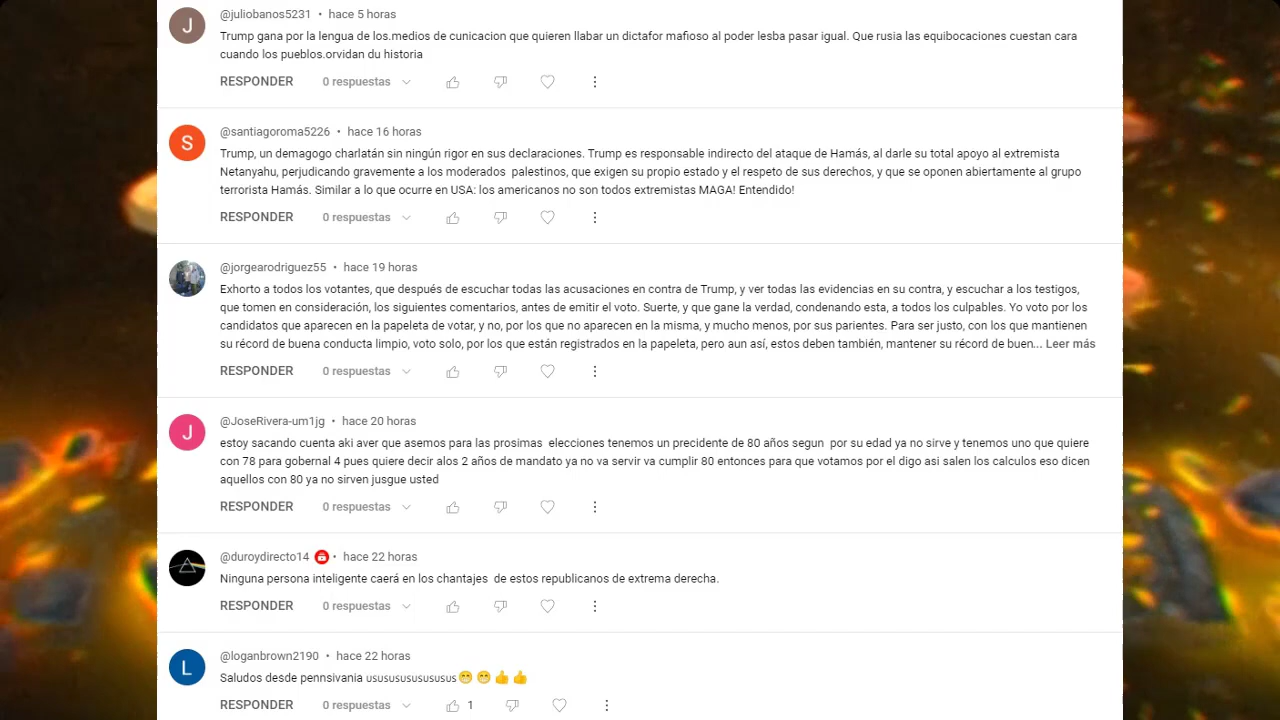 J
@juliobanos5231 • hace 5 horas
Trump gana por la lengua de los.medios de cunicacion que quieren llabar un dictafor mafioso al poder lesba pasar igual. Que rusia las equibocaciones cuestan cara
cuando los pueblos.orvidan du historia
RESPONDER 0 respuestas
S
@santiagoroma5226 • hace 16 horas
Trump, un demagogo charlatán sin ningún rigor en sus declaraciones. Trump es responsable indirecto del ataque de Hamás, al darle su total apoyo al extremista
Netanyahu, perjudicando gravemente a los moderados palestinos, que exigen su propio estado y el respeto de sus derechos, y que se oponen abiertamente al grupo
terrorista Hamás. Similar a lo que ocurre en USA: los americanos no son todos extremistas MAGA! Entendido!
RESPONDER 0 respuestas
@jorgearodriguez55 • hace 19 horas
Exhorto a todos los votantes, que después de escuchar todas las acusaciones en contra de Trump, y ver todas las evidencias en su contra, y escuchar a los testigos,
que tomen en consideración, los siguientes comentarios, antes de emitir el voto. Suerte, y que gane la verdad, condenando esta, a todos los culpables. Yo voto por los
candidatos que aparecen en la papeleta de votar, y no, por los que no aparecen en la misma, y mucho menos, por sus parientes. Para ser justo, con los que mantienen
su récord de buena conducta limpio, voto solo, por los que están registrados en la papeleta, pero aun así, estos deben también, mantener su récord de buen... Leer más
RESPONDER 0 respuestas
J
@JoseRivera-um1jg • hace 20 horas
estoy sacando cuenta aki aver que asemos para las prosimas elecciones tenemos un precidente de 80 años segun por su edad ya no sirve y tenemos uno que quiere
con 78 para gobernal 4 pues quiere decir alos 2 años de mandato ya no va servir va cumplir 80 entonces para que votamos por el digo asi salen los calculos eso dicen
aquellos con 80 ya no sirven jusgue usted
RESPONDER 0 respuestas
@duroydirecto14 • hace 22 horas
Ninguna persona inteligente caerá en los chantajes de estos republicanos de extrema derecha.
RESPONDER 0 respuestas
L
@loganbrown2190 • hace 22 horas
Saludos desde pennsivania ususususususus😁😁👍👍
RESPONDER 0 respuestas 1